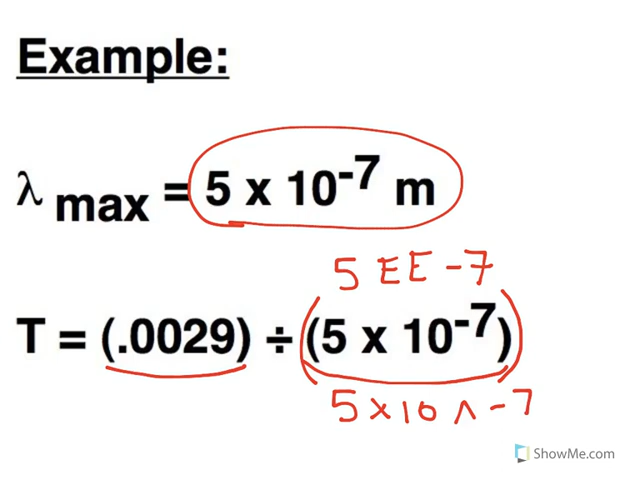 Example:
λ max = 5 x 10-7 m
5 EE -7
T = (.0029) ÷ (5 x 10-7)
5 x 10 ^ -7
ShowMe.com